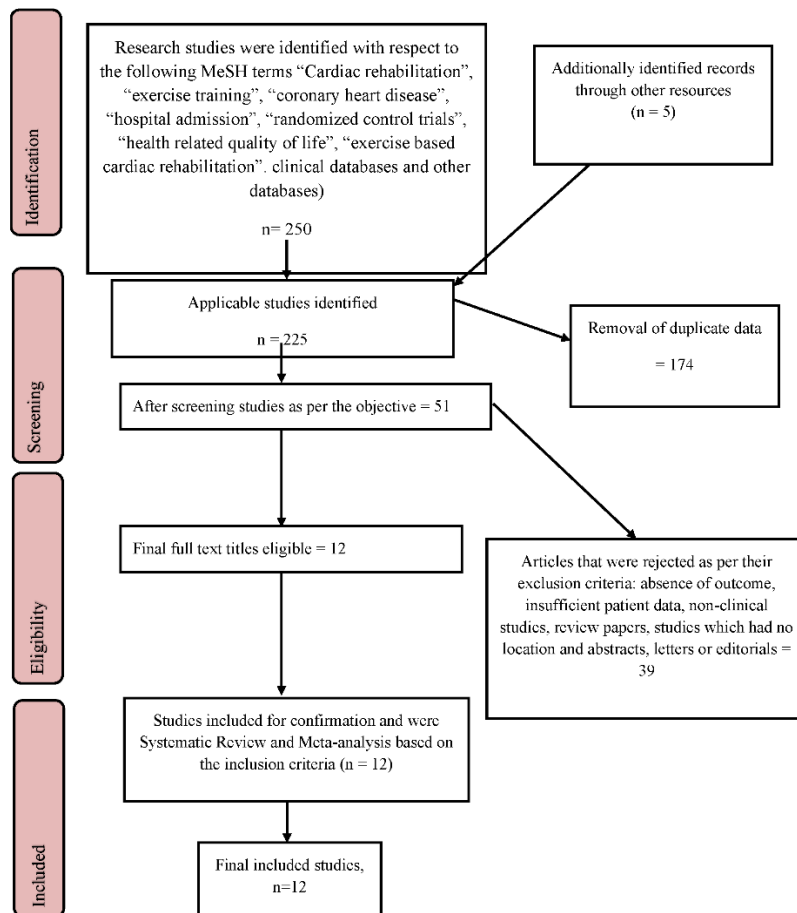 Identification
Research studies were identified with respect to
the following MeSH terms “Cardiac rehabilitation”,
“exercise training”, “coronary heart disease”,
“hospital admission”, “randomized control trials”,
“health related quality of life”, “exercise based
cardiac rehabilitation”. clinical databases and other
databases)
n= 250
Additionally identified records
through other resources
(n = 5)
Screening
Applicable studies identified
n = 225
Removal of duplicate data
= 174
After screening studies as per the objective = 51
Eligibility
Final full text titles eligible = 12
Articles that were rejected as per their
exclusion criteria: absence of outcome,
insufficient patient data, non-clinical
studies, review papers, studies which had no
location and abstracts, letters or editorials =
39
Included
Studies included for confirmation and were
Systematic Review and Meta-analysis based on
the inclusion criteria (n = 12)
Final included studies,
n=12